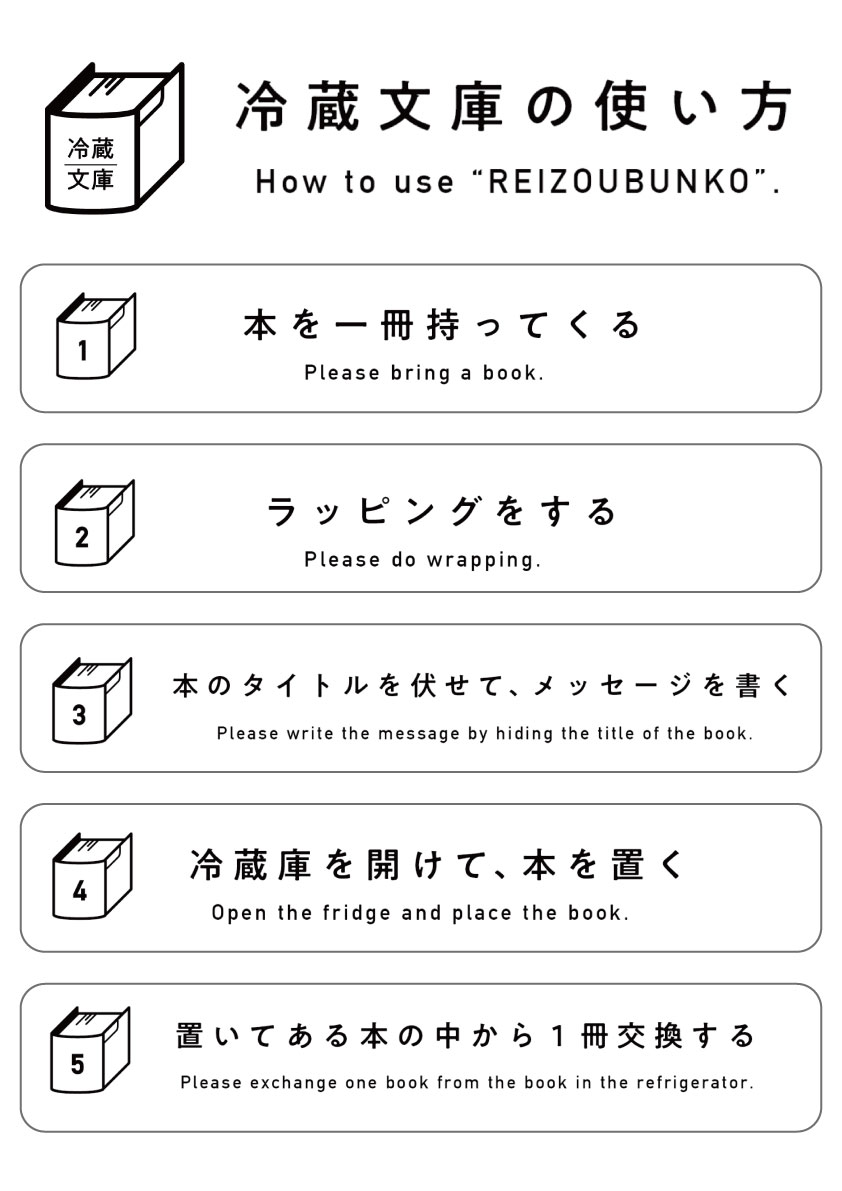 冷蔵
文庫
冷蔵文庫の使い方
How to use “REIZOUBUNKO”.
1
本を一冊持ってくる
Please bring a book.
2
ラッピングをする
Please do wrapping.
3
本のタイトルを伏せて、メッセージを書く
Please write the message by hiding the title of the book.
4
冷蔵庫を開けて、本を置く
Open the fridge and place the book.
5
置いてある本の中から1冊交換する
Please exchange one book from the book in the refrigerator.